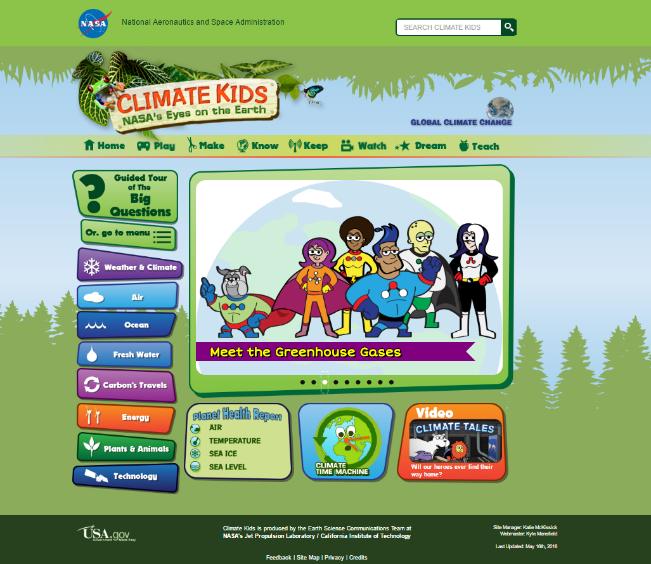 NASA
National Aeronautics and Space Administration
SEARCH CLIMATE KIDS
CLIMATE KIDS
NASA's Eyes on the Earth
GLOBAL CLIMATE CHANGE
Home Play Make Know Keep Watch Dream Teach
Guided Tour
of The
Big
Questions
Or, go to menu
Weather & Climate
Air
Ocean
Fresh Water
Carbon's Travels
Energy
Plants & Animals
Technology
Meet the Greenhouse Gases
Planet Health Report
AIR
TEMPERATURE
SEA ICE
SEA LEVEL
CLIMATE
TIME MACHINE
Video
CLIMATE TALES
Will our heroes ever find their
way home?
USA.gov
Climate Kids is produced by the Earth Science Communications Team at
NASA's Jet Propulsion Laboratory / California Institute of Technology
Feedback | Site Map | Privacy | Credits
Site Manager: Katie McKissick
Webmaster: Kyle Mansfield
Last Updated: May 16th, 2016